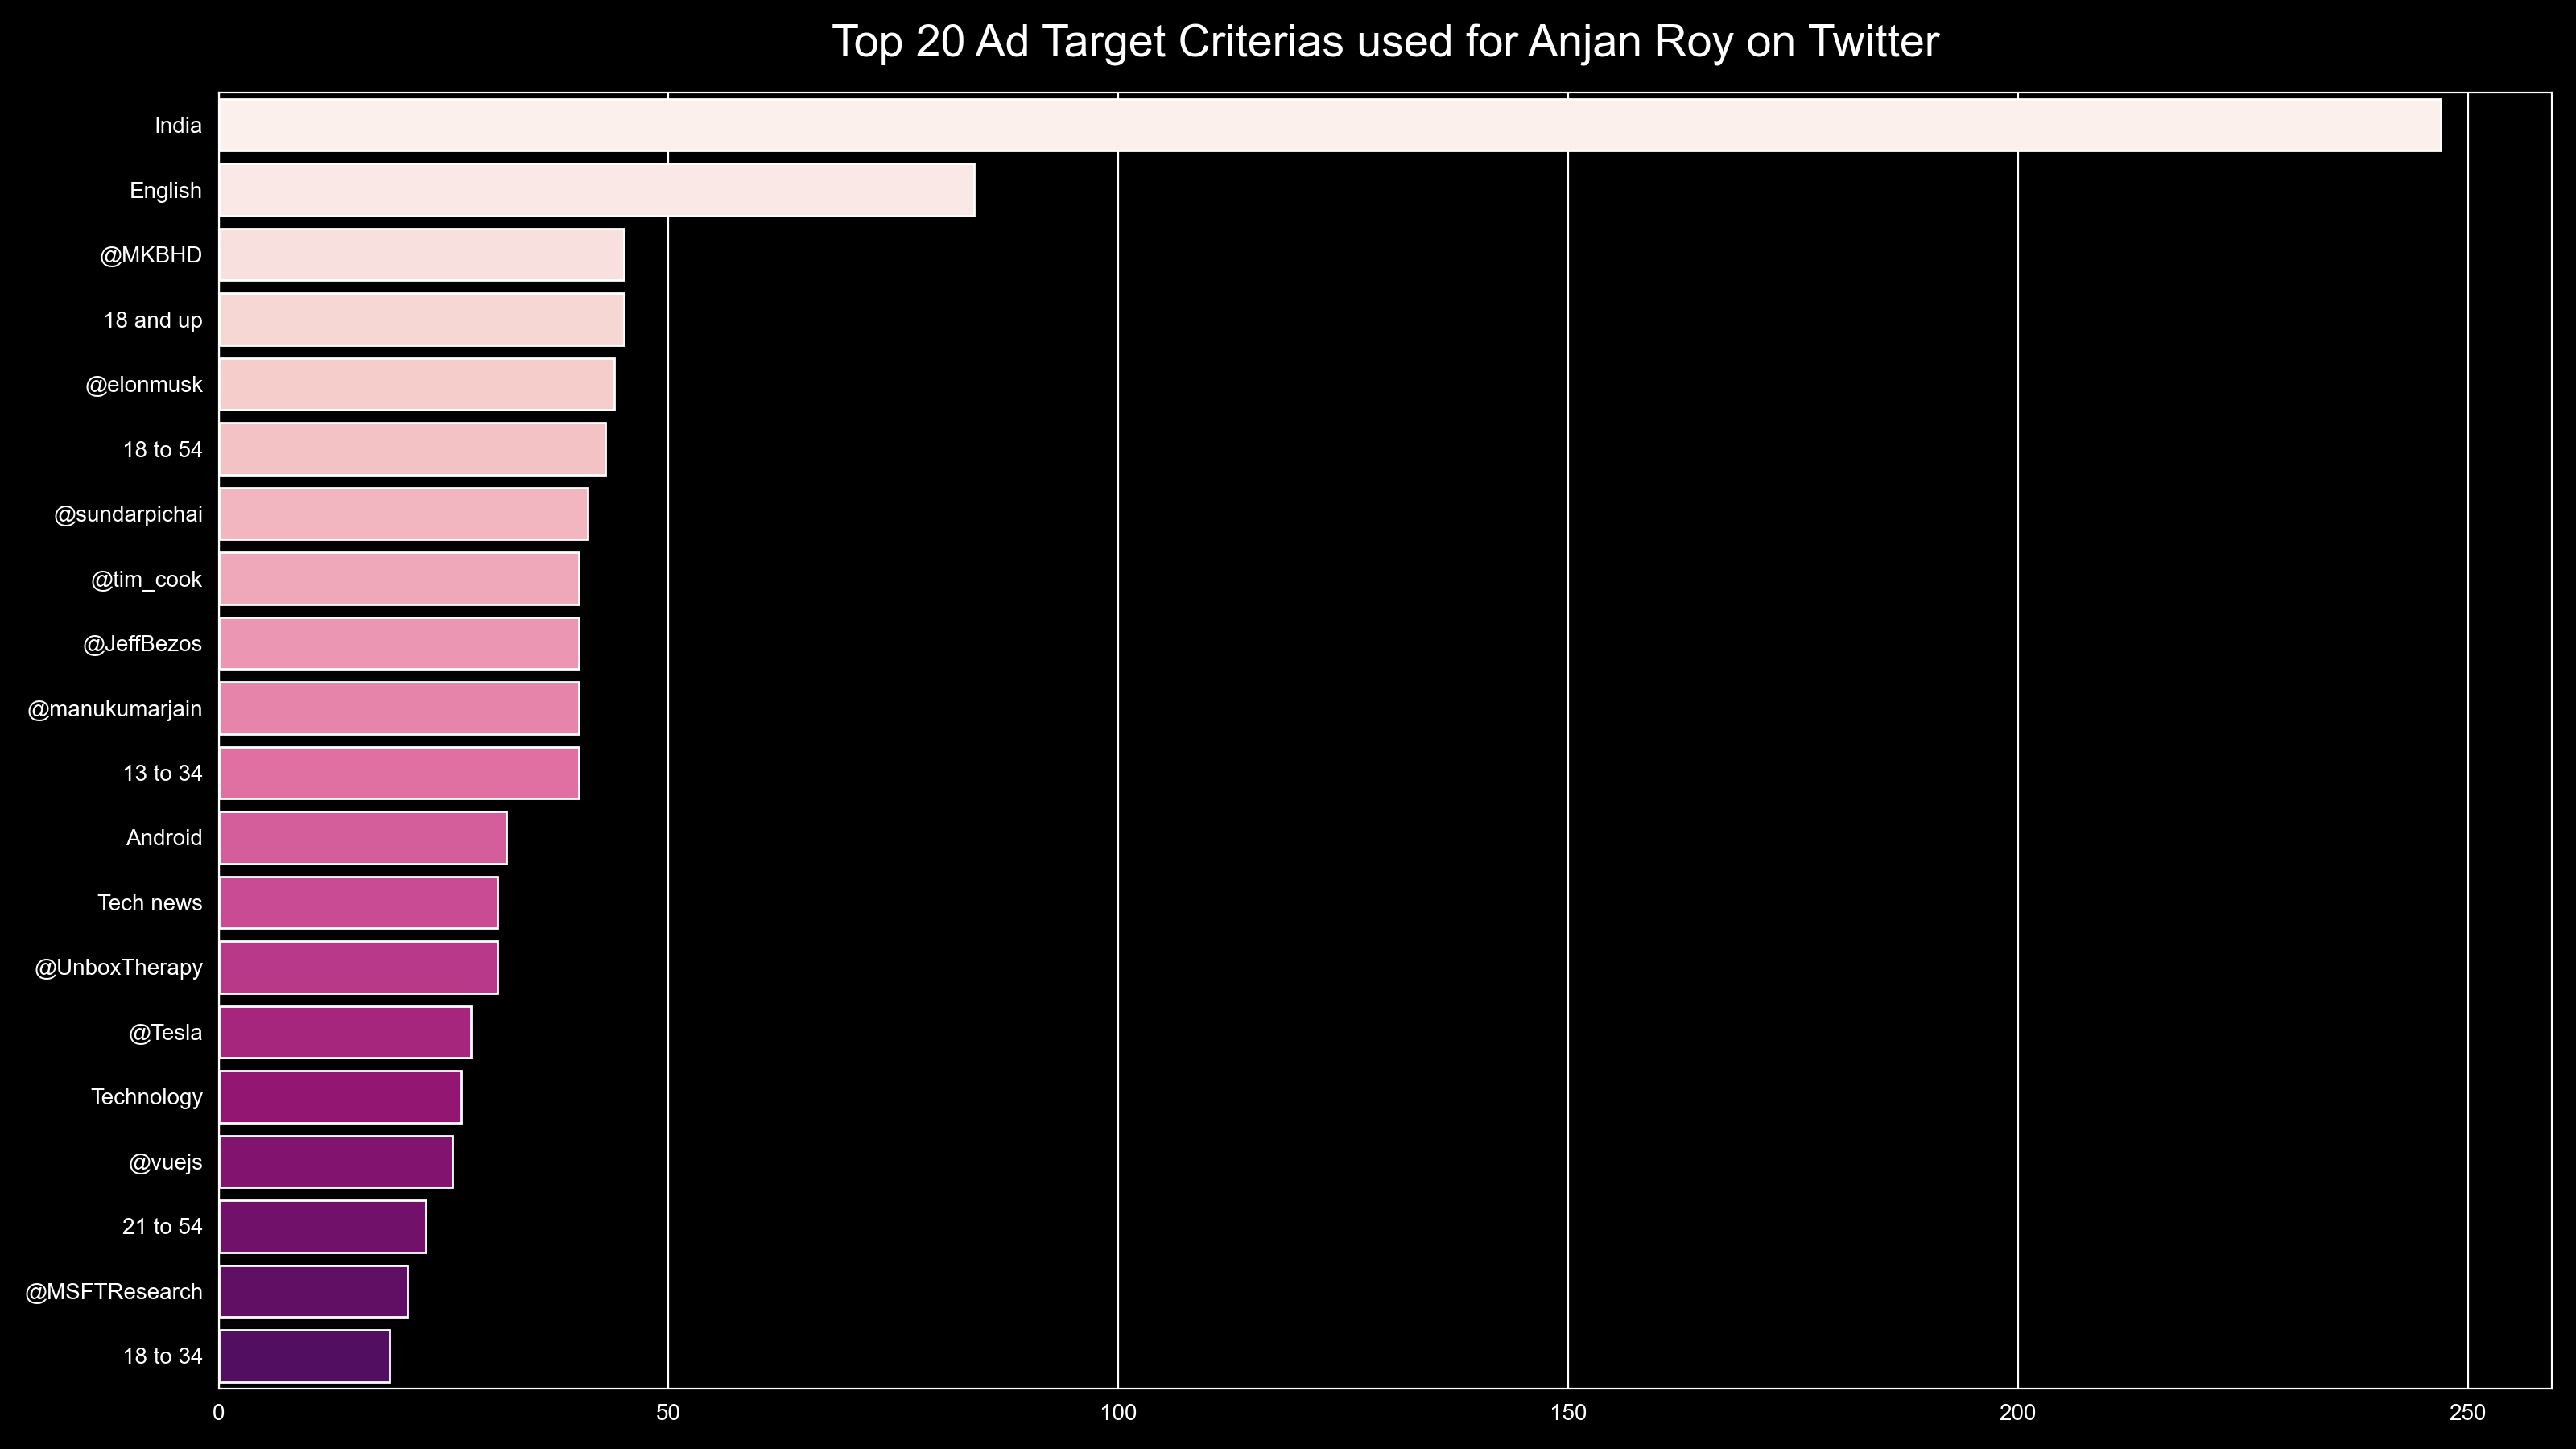 Top 20 Ad Target Criterias used for Anjan Roy on Twitter
India
English
@MKBHD
18 and up
@elonmusk
18 to 54
@sundarpichai
@tim_cook
@JeffBezos
@manukumarjain
13 to 34
Android
Tech news
@UnboxTherapy
@Tesla
Technology
@vuejs
21 to 54
@MSFTResearch
18 to 34
0 50 100 150 200 250